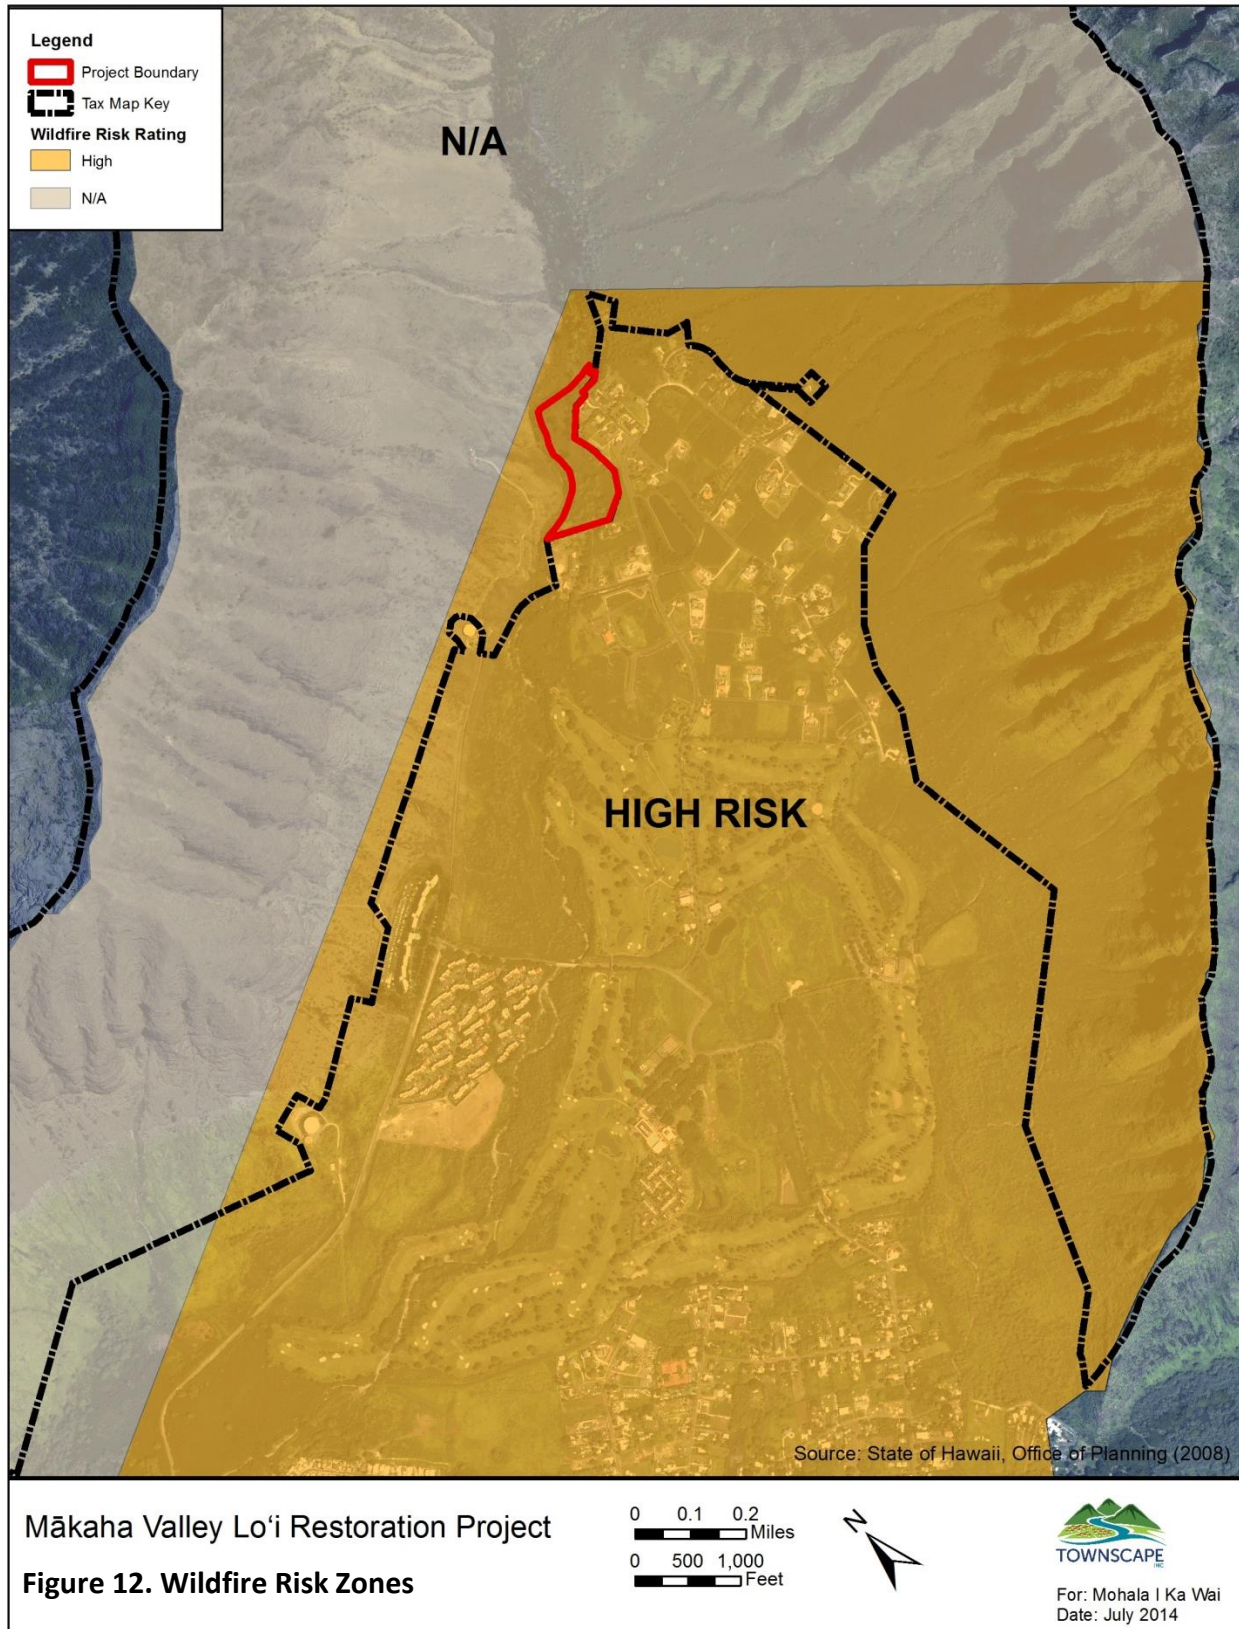 Legend
Project Boundary
Tax Map Key
Wildfire Risk Rating
High
N/A
N/A
HIGH RISK
Source: State of Hawaii, Office of Planning (2008)
Mākaha Valley Lo‘i Restoration Project
Figure 12. Wildfire Risk Zones
0 0.1 0.2
Miles
0 500 1,000
Feet
N
TOWNSCAPE
INC
For: Mohala I Ka Wai
Date: July 2014